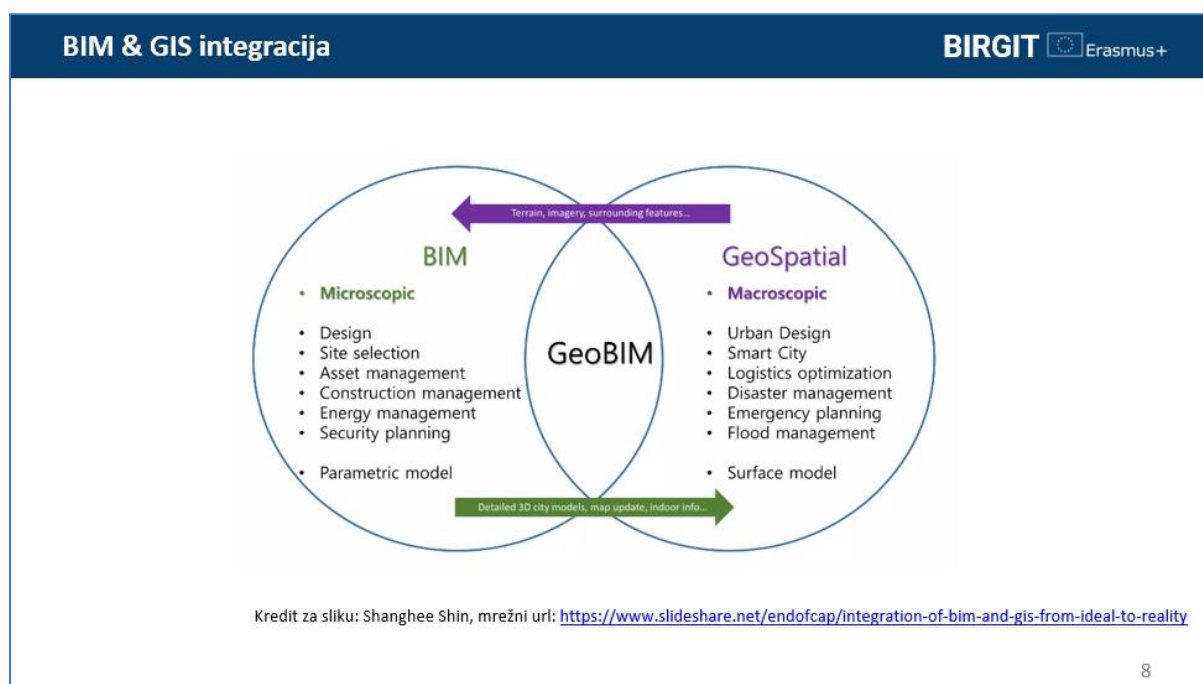 BIM & GIS integracija
BIRGIT Erasmus+
Terrain, imagery, surrounding features...
BIM
• Microscopic
• Design
• Site selection
• Asset management
• Construction management
• Energy management
• Security planning
• Parametric model
GeoBIM
GeoSpatial
• Macroscopic
• Urban Design
• Smart City
• Logistics optimization
• Disaster management
• Emergency planning
• Flood management
• Surface model
Detailed 3D city models, map update, indoor info...
Kredit za sliku: Shanghee Shin, mrežni url: https://www.slideshare.net/endofcap/integration-of-bim-and-gis-from-ideal-to-reality
8